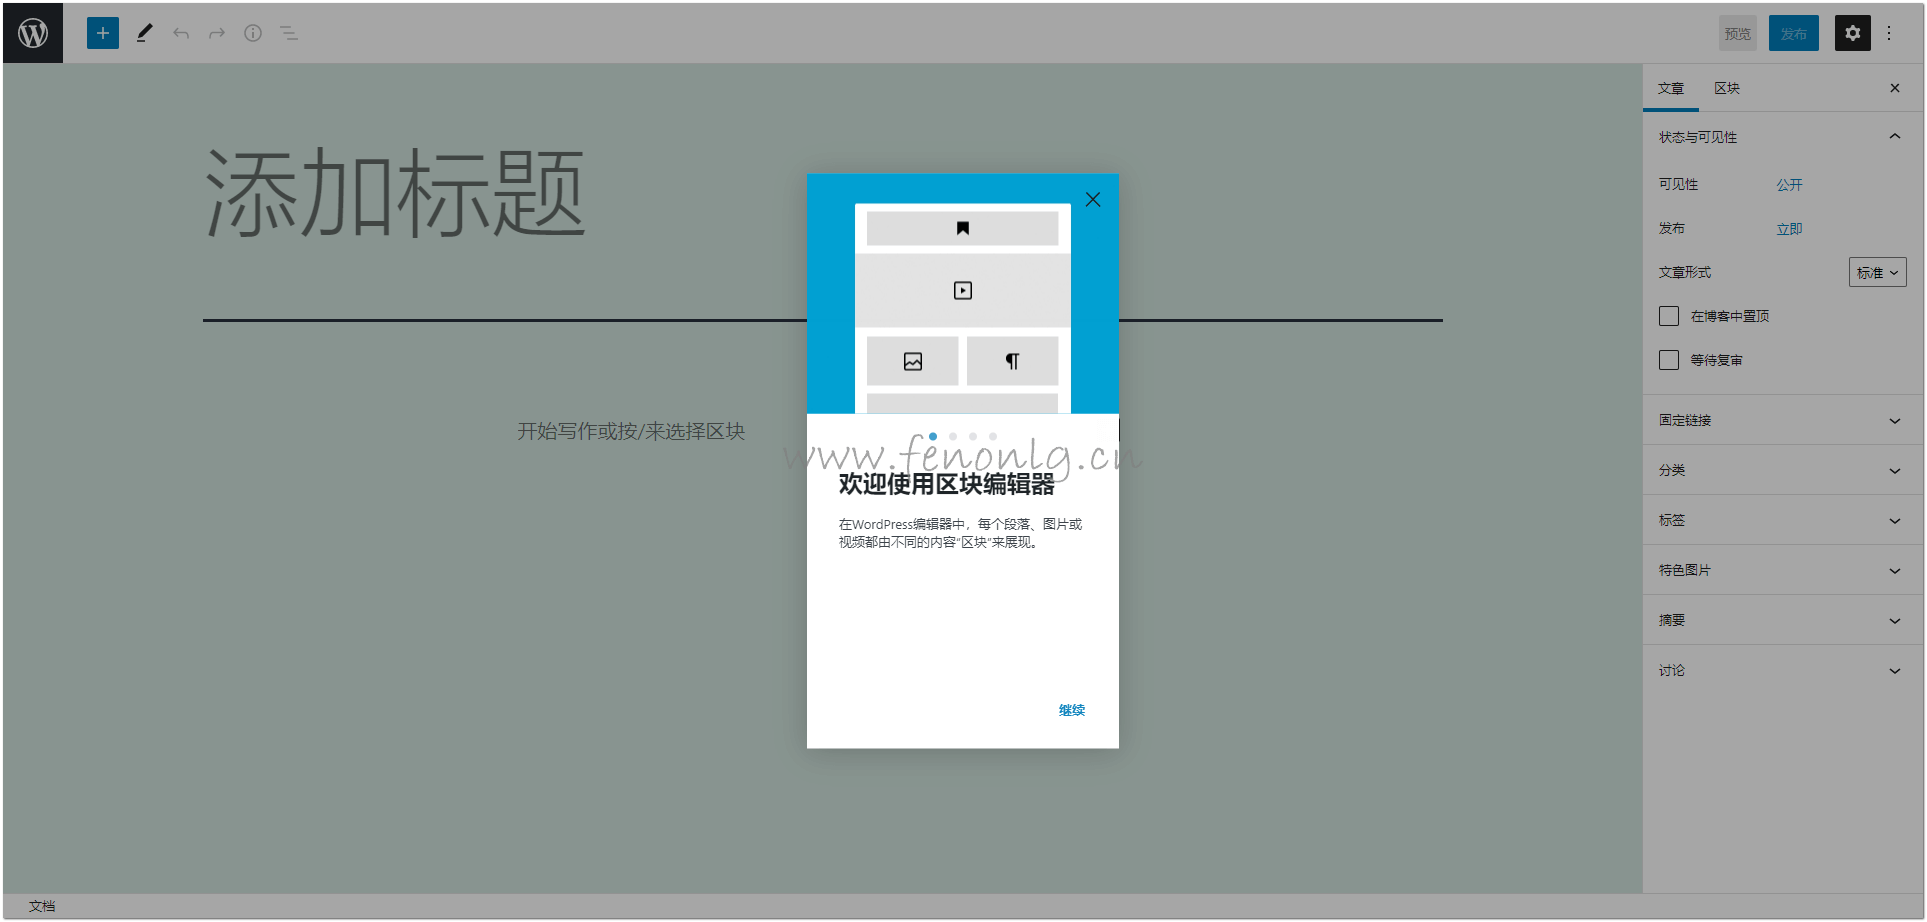 预览
发布
文章
区块
状态与可见性
可见性
公开
发布
立即
文章形式
标准
在博客中置顶
等待复审
固定链接
分类
标签
特色图片
摘要
讨论
添加标题
开始写作或按/来选择区块
www.fenonlg.cn
欢迎使用区块编辑器
在WordPress编辑器中，每个段落、图片或
视频都由不同的内容“区块”来展现。
继续
文档